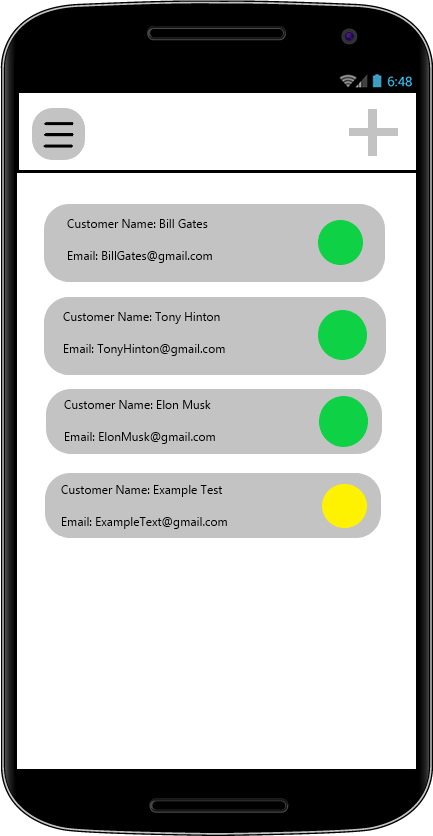 6:48
Customer Name: Bill Gates
Email: BillGates@gmail.com
Customer Name: Tony Hinton
Email: TonyHinton@gmail.com
Customer Name: Elon Musk
Email: ElonMusk@gmail.com
Customer Name: Example Test
Email: ExampleText@gmail.com